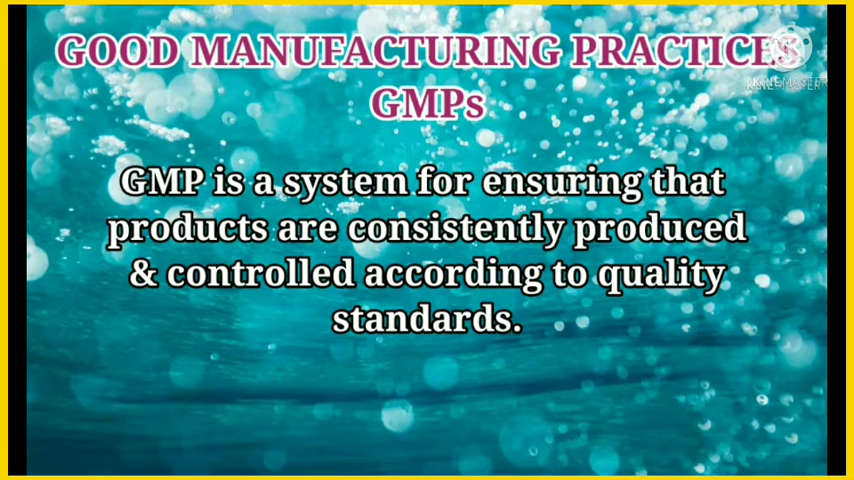 GOOD MANUFACTURING PRACTICES
GMPs
KINEMASTER
GMP is a system for ensuring that
products are consistently produced
& controlled according to quality
standards.